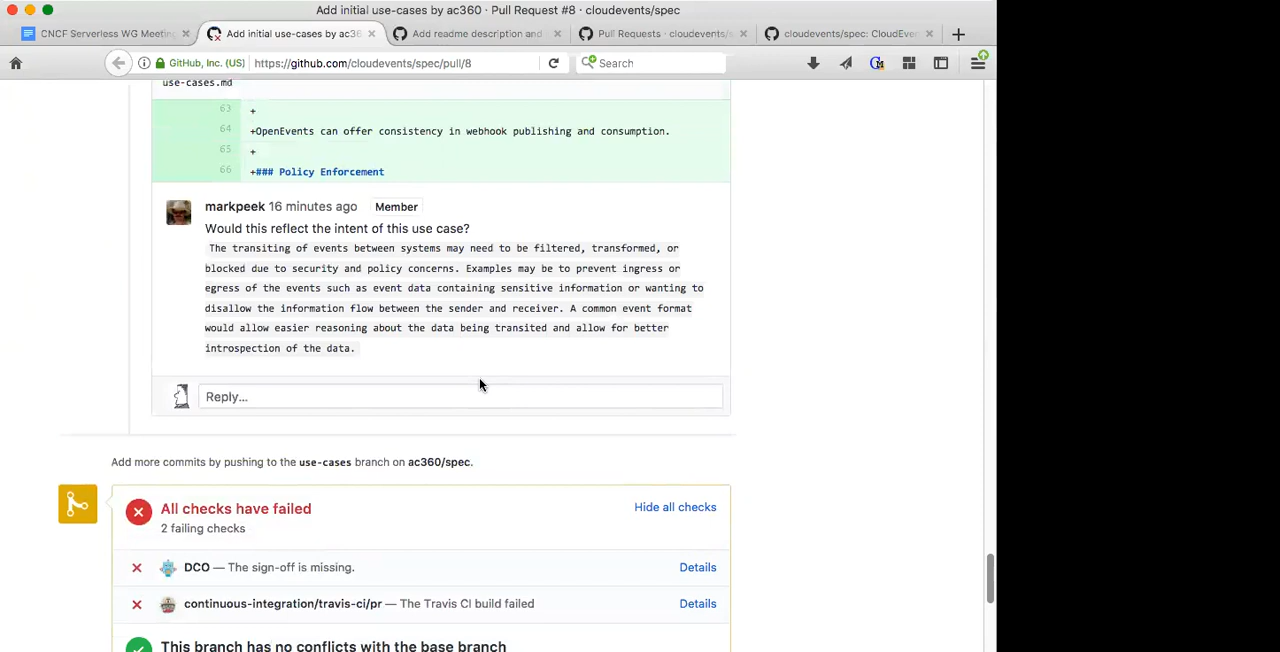 Add initial use-cases by ac360 · Pull Request #8 · cloudevents/spec
CNCF Serverless WG Meeting
Add initial use-cases by ac36
Add readme description and
Pull Requests · cloudevents/s
cloudevents/spec: CloudEven
GitHub, Inc. (US)
https://github.com/cloudevents/spec/pull/8
Search
use-cases.md
63 +
64 +OpenEvents can offer consistency in webhook publishing and consumption.
65 +
66 +### Policy Enforcement
markpeek 16 minutes ago Member
Would this reflect the intent of this use case?
The transiting of events between systems may need to be filtered, transformed, or
blocked due to security and policy concerns. Examples may be to prevent ingress or
egress of the events such as event data containing sensitive information or wanting to
disallow the information flow between the sender and receiver. A common event format
would allow easier reasoning about the data being transited and allow for better
introspection of the data.
Reply...
Add more commits by pushing to the use-cases branch on ac360/spec.
All checks have failed
Hide all checks
2 failing checks
DCO — The sign-off is missing.
Details
continuous-integration/travis-ci/pr — The Travis CI build failed
Details
This branch has no conflicts with the base branch